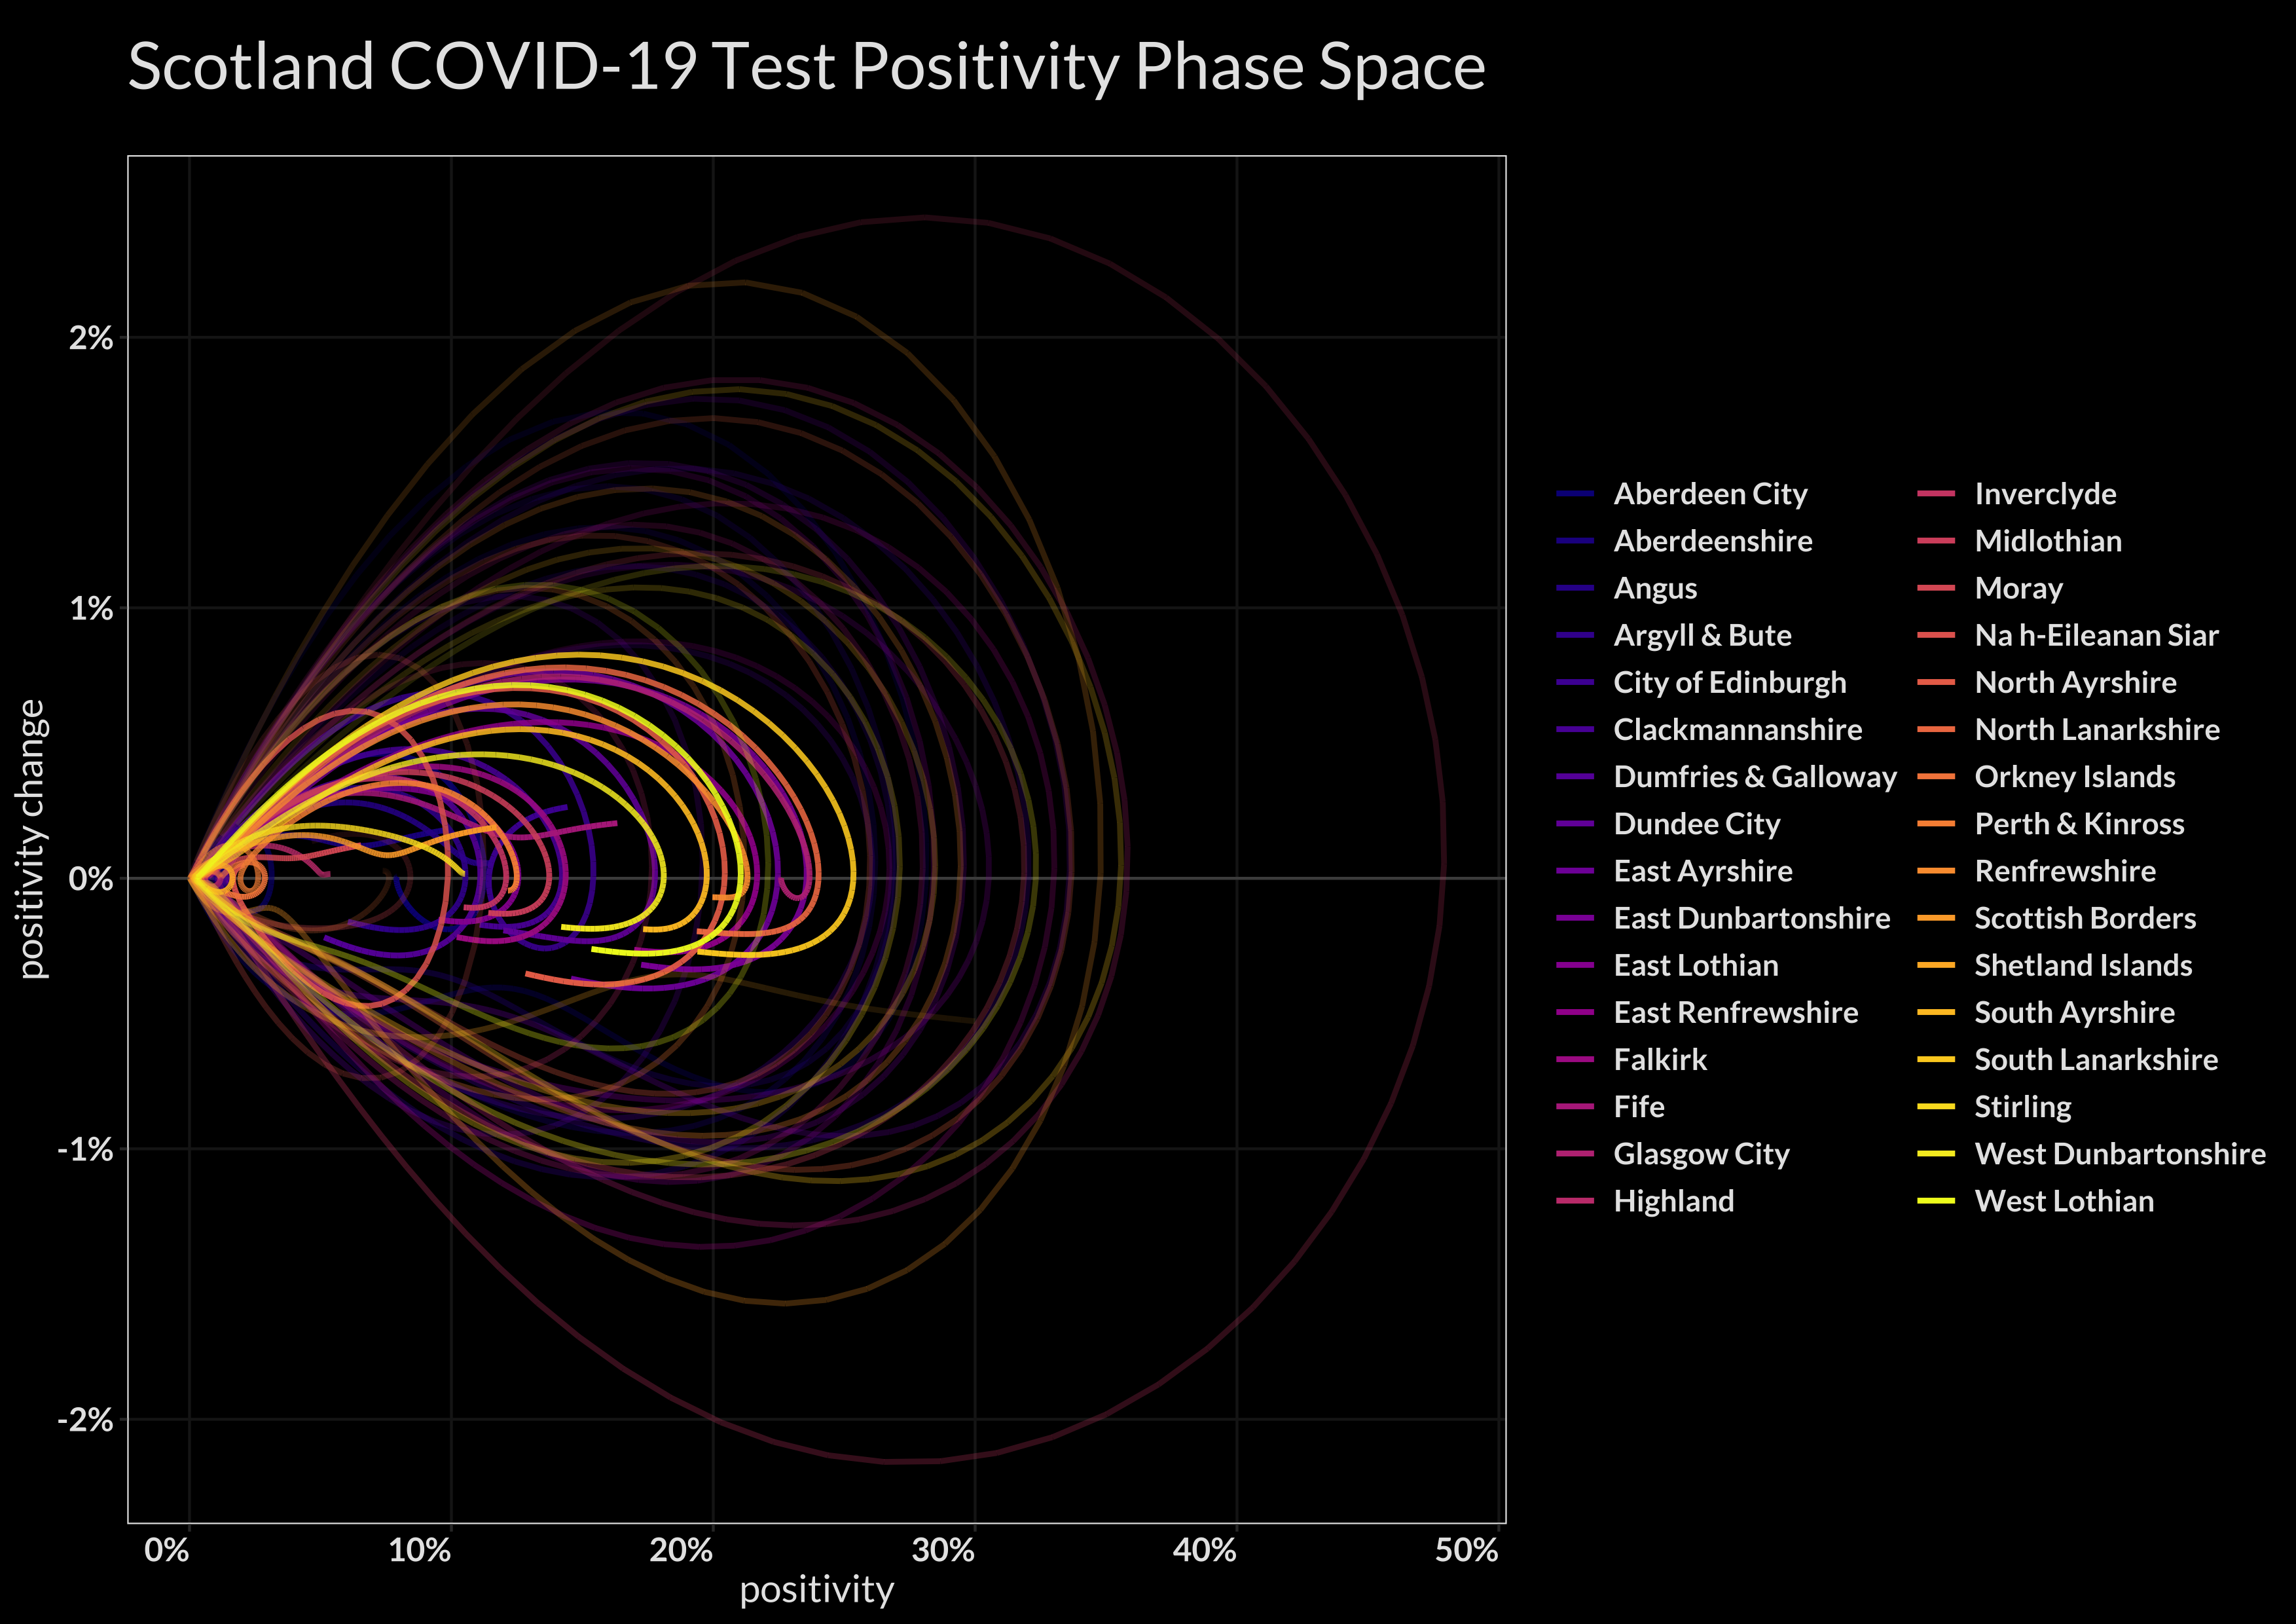 Scotland COVID-19 Test Positivity Phase Space
positivity change
2%
1%
0%
-1%
-2%
0%
10%
20%
30%
40%
50%
positivity
Aberdeen City
Aberdeenshire
Angus
Argyll & Bute
City of Edinburgh
Clackmannanshire
Dumfries & Galloway
Dundee City
East Ayrshire
East Dunbartonshire
East Lothian
East Renfrewshire
Falkirk
Fife
Glasgow City
Highland
Inverclyde
Midlothian
Moray
Na h-Eileanan Siar
North Ayrshire
North Lanarkshire
Orkney Islands
Perth & Kinross
Renfrewshire
Scottish Borders
Shetland Islands
South Ayrshire
South Lanarkshire
Stirling
West Dunbartonshire
West Lothian